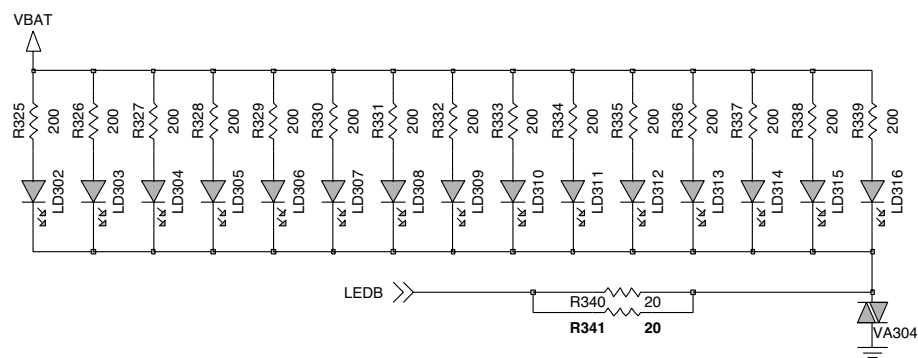 VBAT
R325 200 R326 200 R327 200 R328 200 R329 200 R330 200 R331 200 R332 200 R333 200 R334 200 R335 200 R336 200 R337 200 R338 200 R339 200
LD302 LD303 LD304 LD305 LD306 LD307 LD308 LD309 LD310 LD311 LD312 LD313 LD314 LD315 LD316
LEDB
R340 20
R341 20
VA304